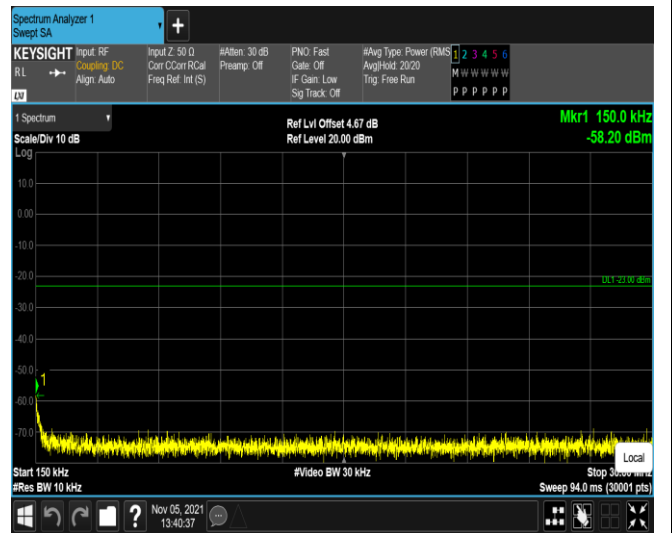 Spectrum Analyzer 1
Swept SA
KEYSIGHT
RL
LXI
Input: RF
Coupling: DC
Align: Auto
Input Z: 50 Ω
Corr CCorr RCal
Freq Ref: Int (S)
#Atten: 30 dB
Preamp: Off
PNO: Fast
Gate: Off
IF Gain: Low
Sig Track: Off
#Avg Type: Power (RMS
Avg|Hold: 20/20
Trig: Free Run
1 2 3 4 5 6
M W W W W W
P P P P P P
1 Spectrum
Scale/Div 10 dB
Log
Ref Lvl Offset 4.67 dB
Ref Level 20.00 dBm
Mkr1 150.0 kHz
-58.20 dBm
10.0
0.00
-10.0
-20.0
DL1 -23.00 dBm
-30.0
-40.0
-50.0
1
-60.0
-70.0
Local
Start 150 kHz
#Video BW 30 kHz
Stop 30.00 MHz
#Res BW 10 kHz
Sweep 94.0 ms (30001 pts)
?
Nov 05, 2021
13:40:37